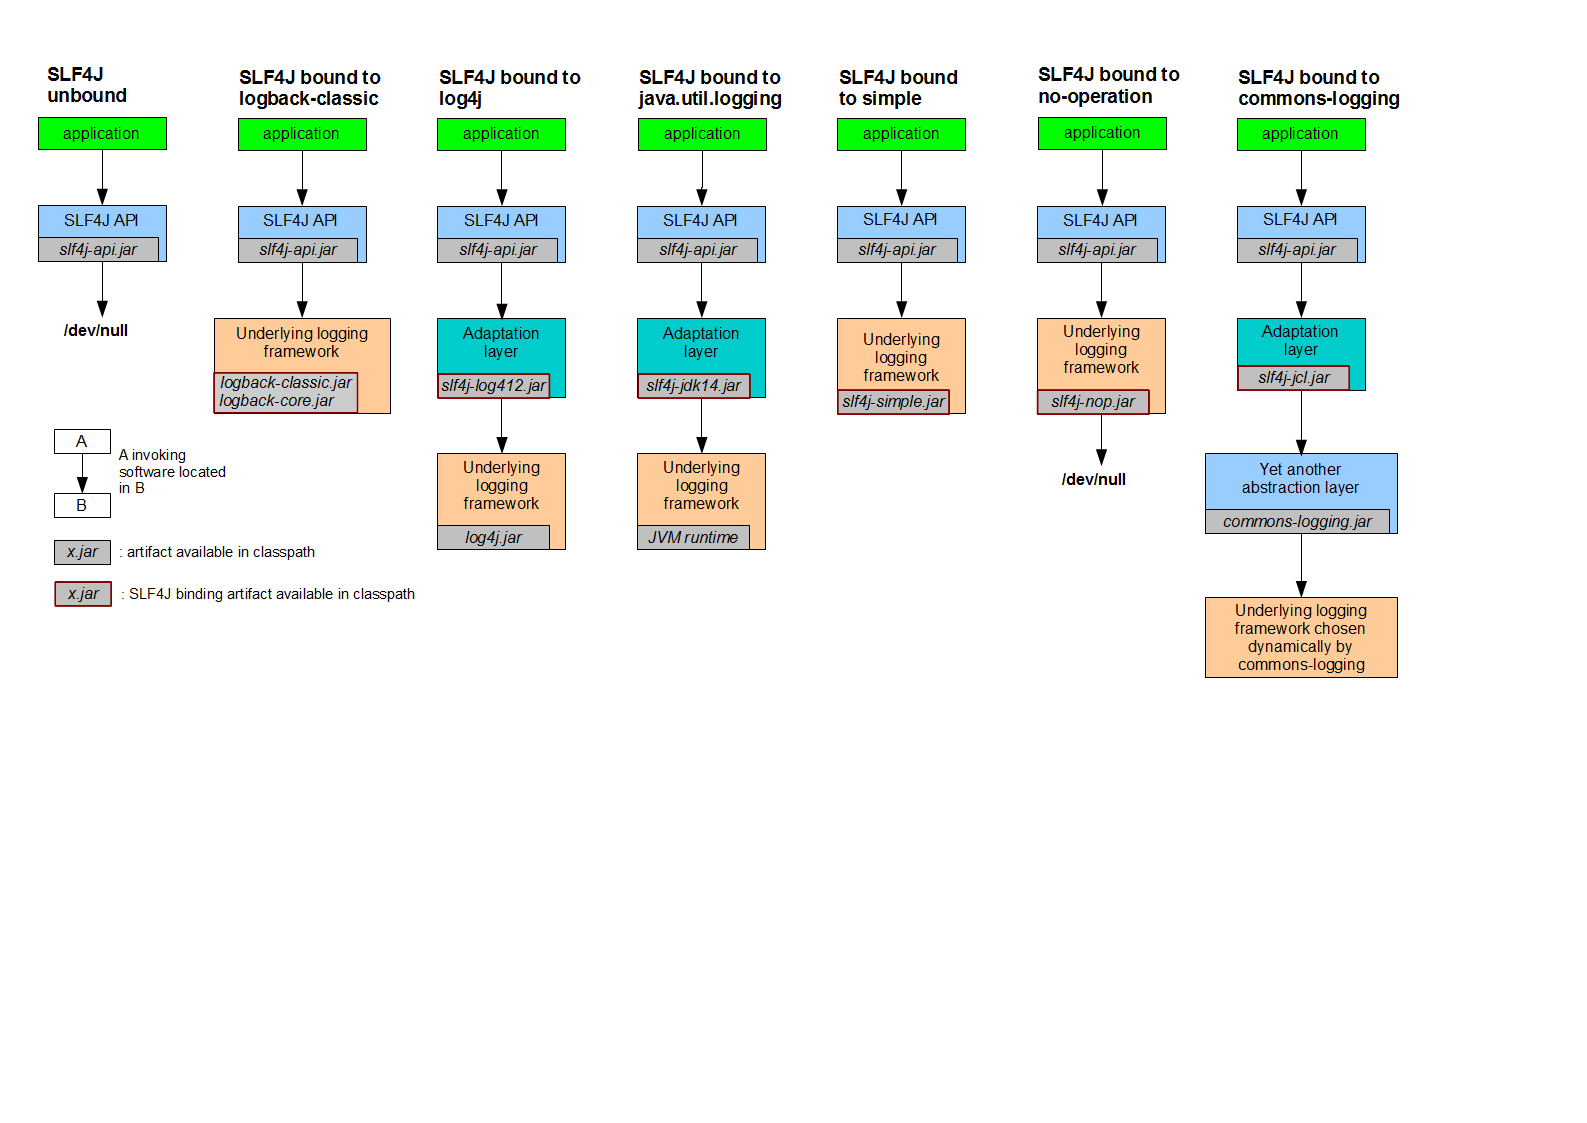 SLF4J
unbound
application
SLF4J API
slf4j-api.jar
/dev/null
SLF4J bound to
logback-classic
application
SLF4J API
slf4j-api.jar
Underlying logging
framework
logback-classic.jar
logback-core.jar
SLF4J bound to
log4j
application
SLF4J API
slf4j-api.jar
Adaptation
layer
slf4j-log412.jar
Underlying
logging
framework
log4j.jar
SLF4J bound to
java.util.logging
application
SLF4J API
slf4j-api.jar
Adaptation
layer
slf4j-jdk14.jar
Underlying
logging
framework
JVM runtime
SLF4J bound
to simple
application
SLF4J API
slf4j-api.jar
Underlying
logging
framework
slf4j-simple.jar
SLF4J bound to
no-operation
application
SLF4J API
slf4j-api.jar
Underlying
logging
framework
slf4j-nop.jar
/dev/null
SLF4J bound to
commons-logging
application
SLF4J API
slf4j-api.jar
Adaptation
layer
slf4j-jcl.jar
Yet another
abstraction layer
commons-logging.jar
Underlying logging
framework chosen
dynamically by
commons-logging
A
B
A invoking
software located
in B
x.jar : artifact available in classpath
x.jar : SLF4J binding artifact available in classpath